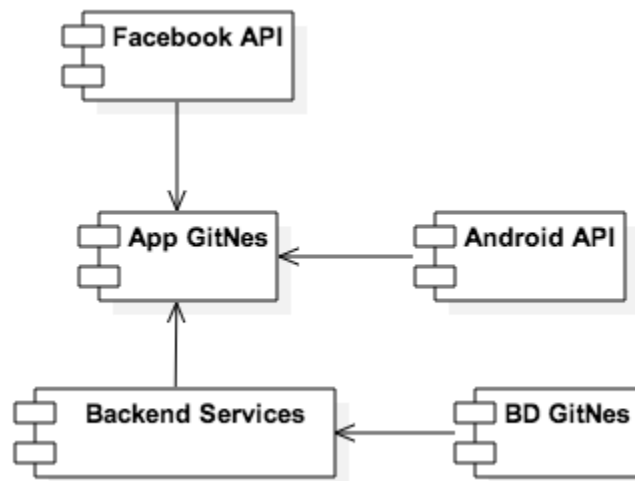 Facebook API
App GitNes
Android API
Backend Services
BD GitNes